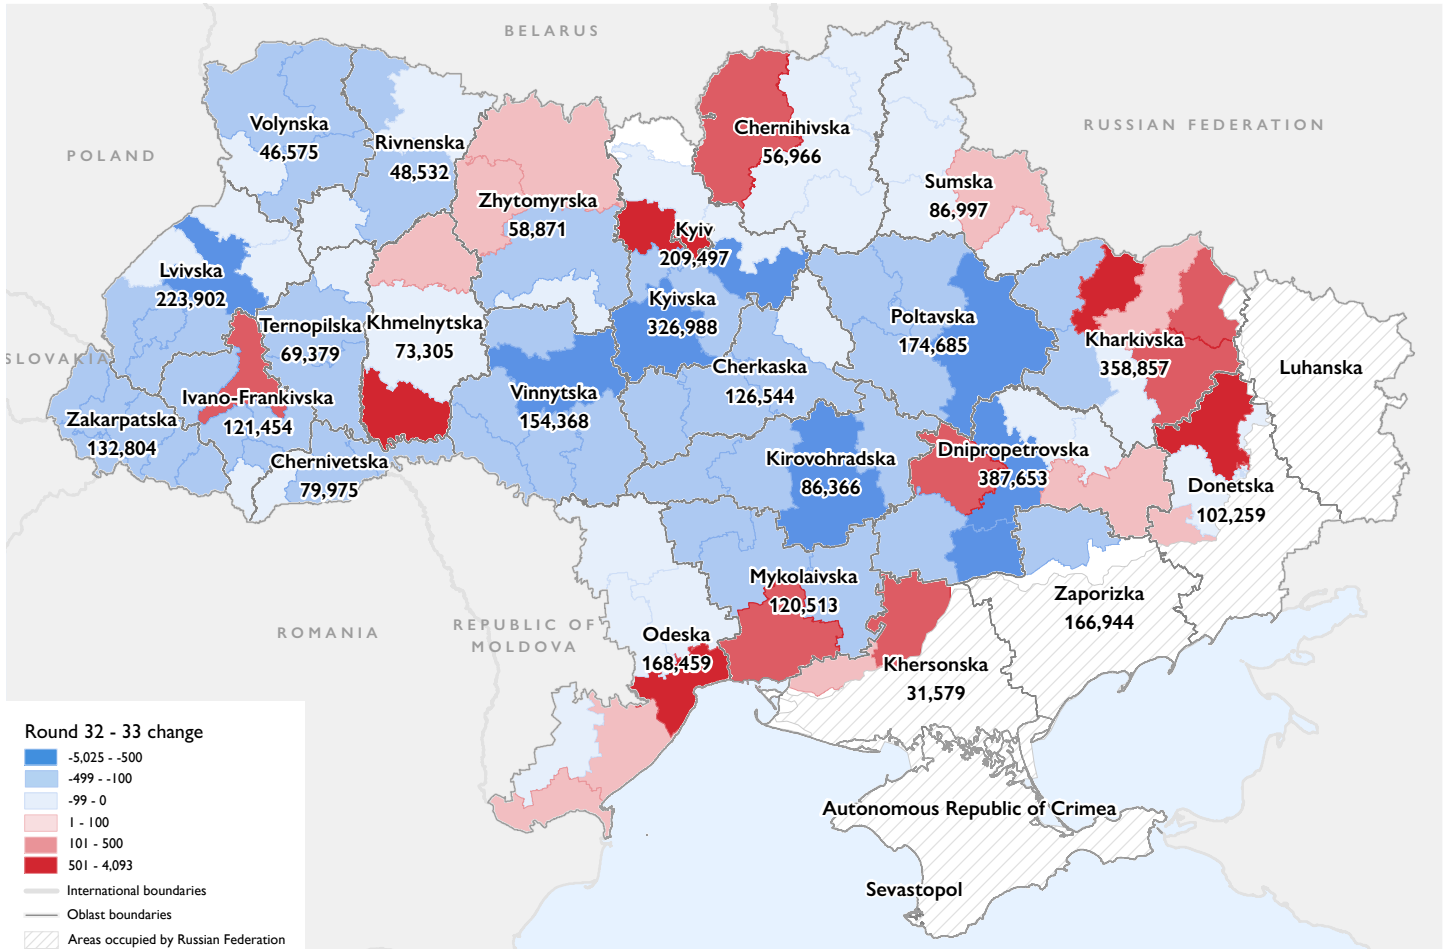 BELARUS
RUSSIAN FEDERATION
POLAND
Volynska
46,575
Rivnenska
48,532
Zhytomyrska
58,871
Chernihivska
56,966
Sumska
86,997
Kyiv
209,497
Lvivska
223,902
Ternopilska
69,379
Khmelnytska
73,305
Kyivska
326,988
Poltavska
174,685
Kharkivska
358,857
Luhanska
SLOVAKIA
Zakarpatska
132,804
Ivano-Frankivska
121,454
Chernivetska
79,975
Vinnytska
154,368
Cherkaska
126,544
Kirovohradska
86,366
Dnipropetrovska
387,653
Donetska
102,259
ROMANIA
REPUBLIC OF
MOLDOVA
Mykolaivska
120,513
Odeska
168,459
Zaporizka
166,944
Khersonska
31,579
Autonomous Republic of Crimea
Sevastopol
Round 32 - 33 change
-5,025 - -500
-499 - -100
-99 - 0
1 - 100
101 - 500
501 - 4,093
International boundaries
Oblast boundaries
Areas occupied by Russian Federation